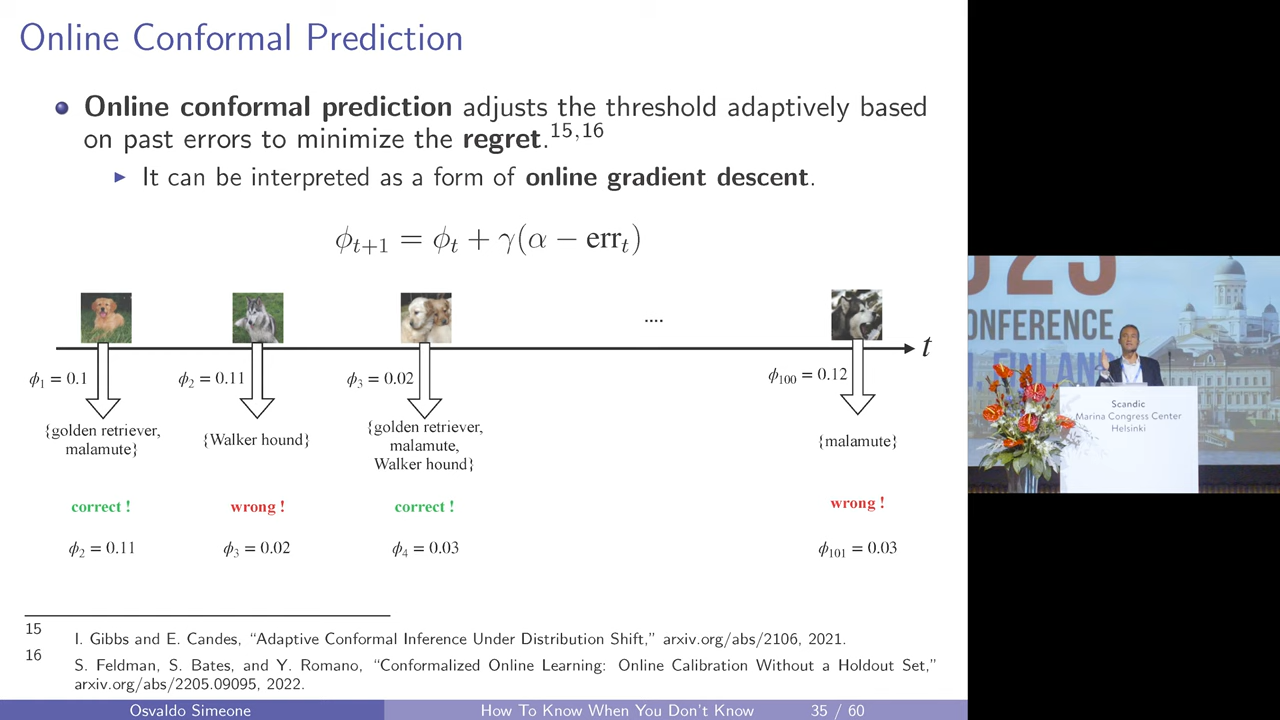 Online Conformal Prediction
Online conformal prediction adjusts the threshold adaptively based
on past errors to minimize the regret.15,16
It can be interpreted as a form of online gradient descent.
ϕt+1 = ϕt + γ(α − errt)
....
t
ϕ1 = 0.1
ϕ2 = 0.11
ϕ3 = 0.02
ϕ100 = 0.12
{golden retriever,
malamute}
{Walker hound}
{golden retriever,
malamute,
Walker hound}
{malamute}
correct !
wrong !
correct !
wrong !
ϕ2 = 0.11
ϕ3 = 0.02
ϕ4 = 0.03
ϕ101 = 0.03
15 I. Gibbs and E. Candes, “Adaptive Conformal Inference Under Distribution Shift,” arxiv.org/abs/2106, 2021.
16 S. Feldman, S. Bates, and Y. Romano, “Conformalized Online Learning: Online Calibration Without a Holdout Set,”
arxiv.org/abs/2205.09095, 2022.
Osvaldo Simeone
How To Know When You Don’t Know
35 / 60
ONFERENCE
FINLAND
Scandic
Marina Congress Center
Helsinki